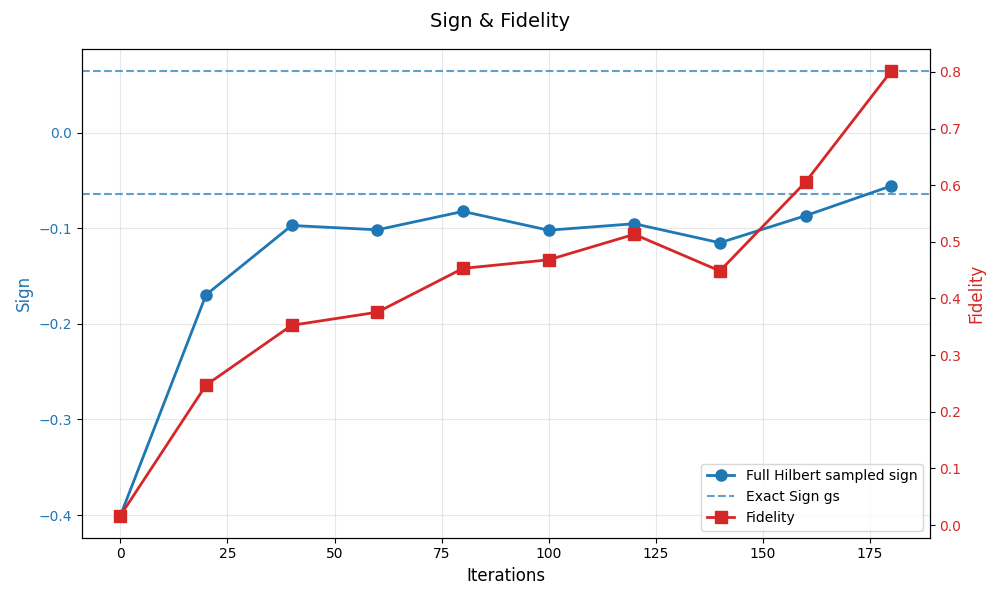 Sign & Fidelity
Sign
0.0
−0.1
−0.2
−0.3
−0.4
0.8
0.7
0.6
0.5
0.4
0.3
0.2
0.1
0.0
Fidelity
Full Hilbert sampled sign
Exact Sign gs
Fidelity
0 25 50 75 100 125 150 175
Iterations